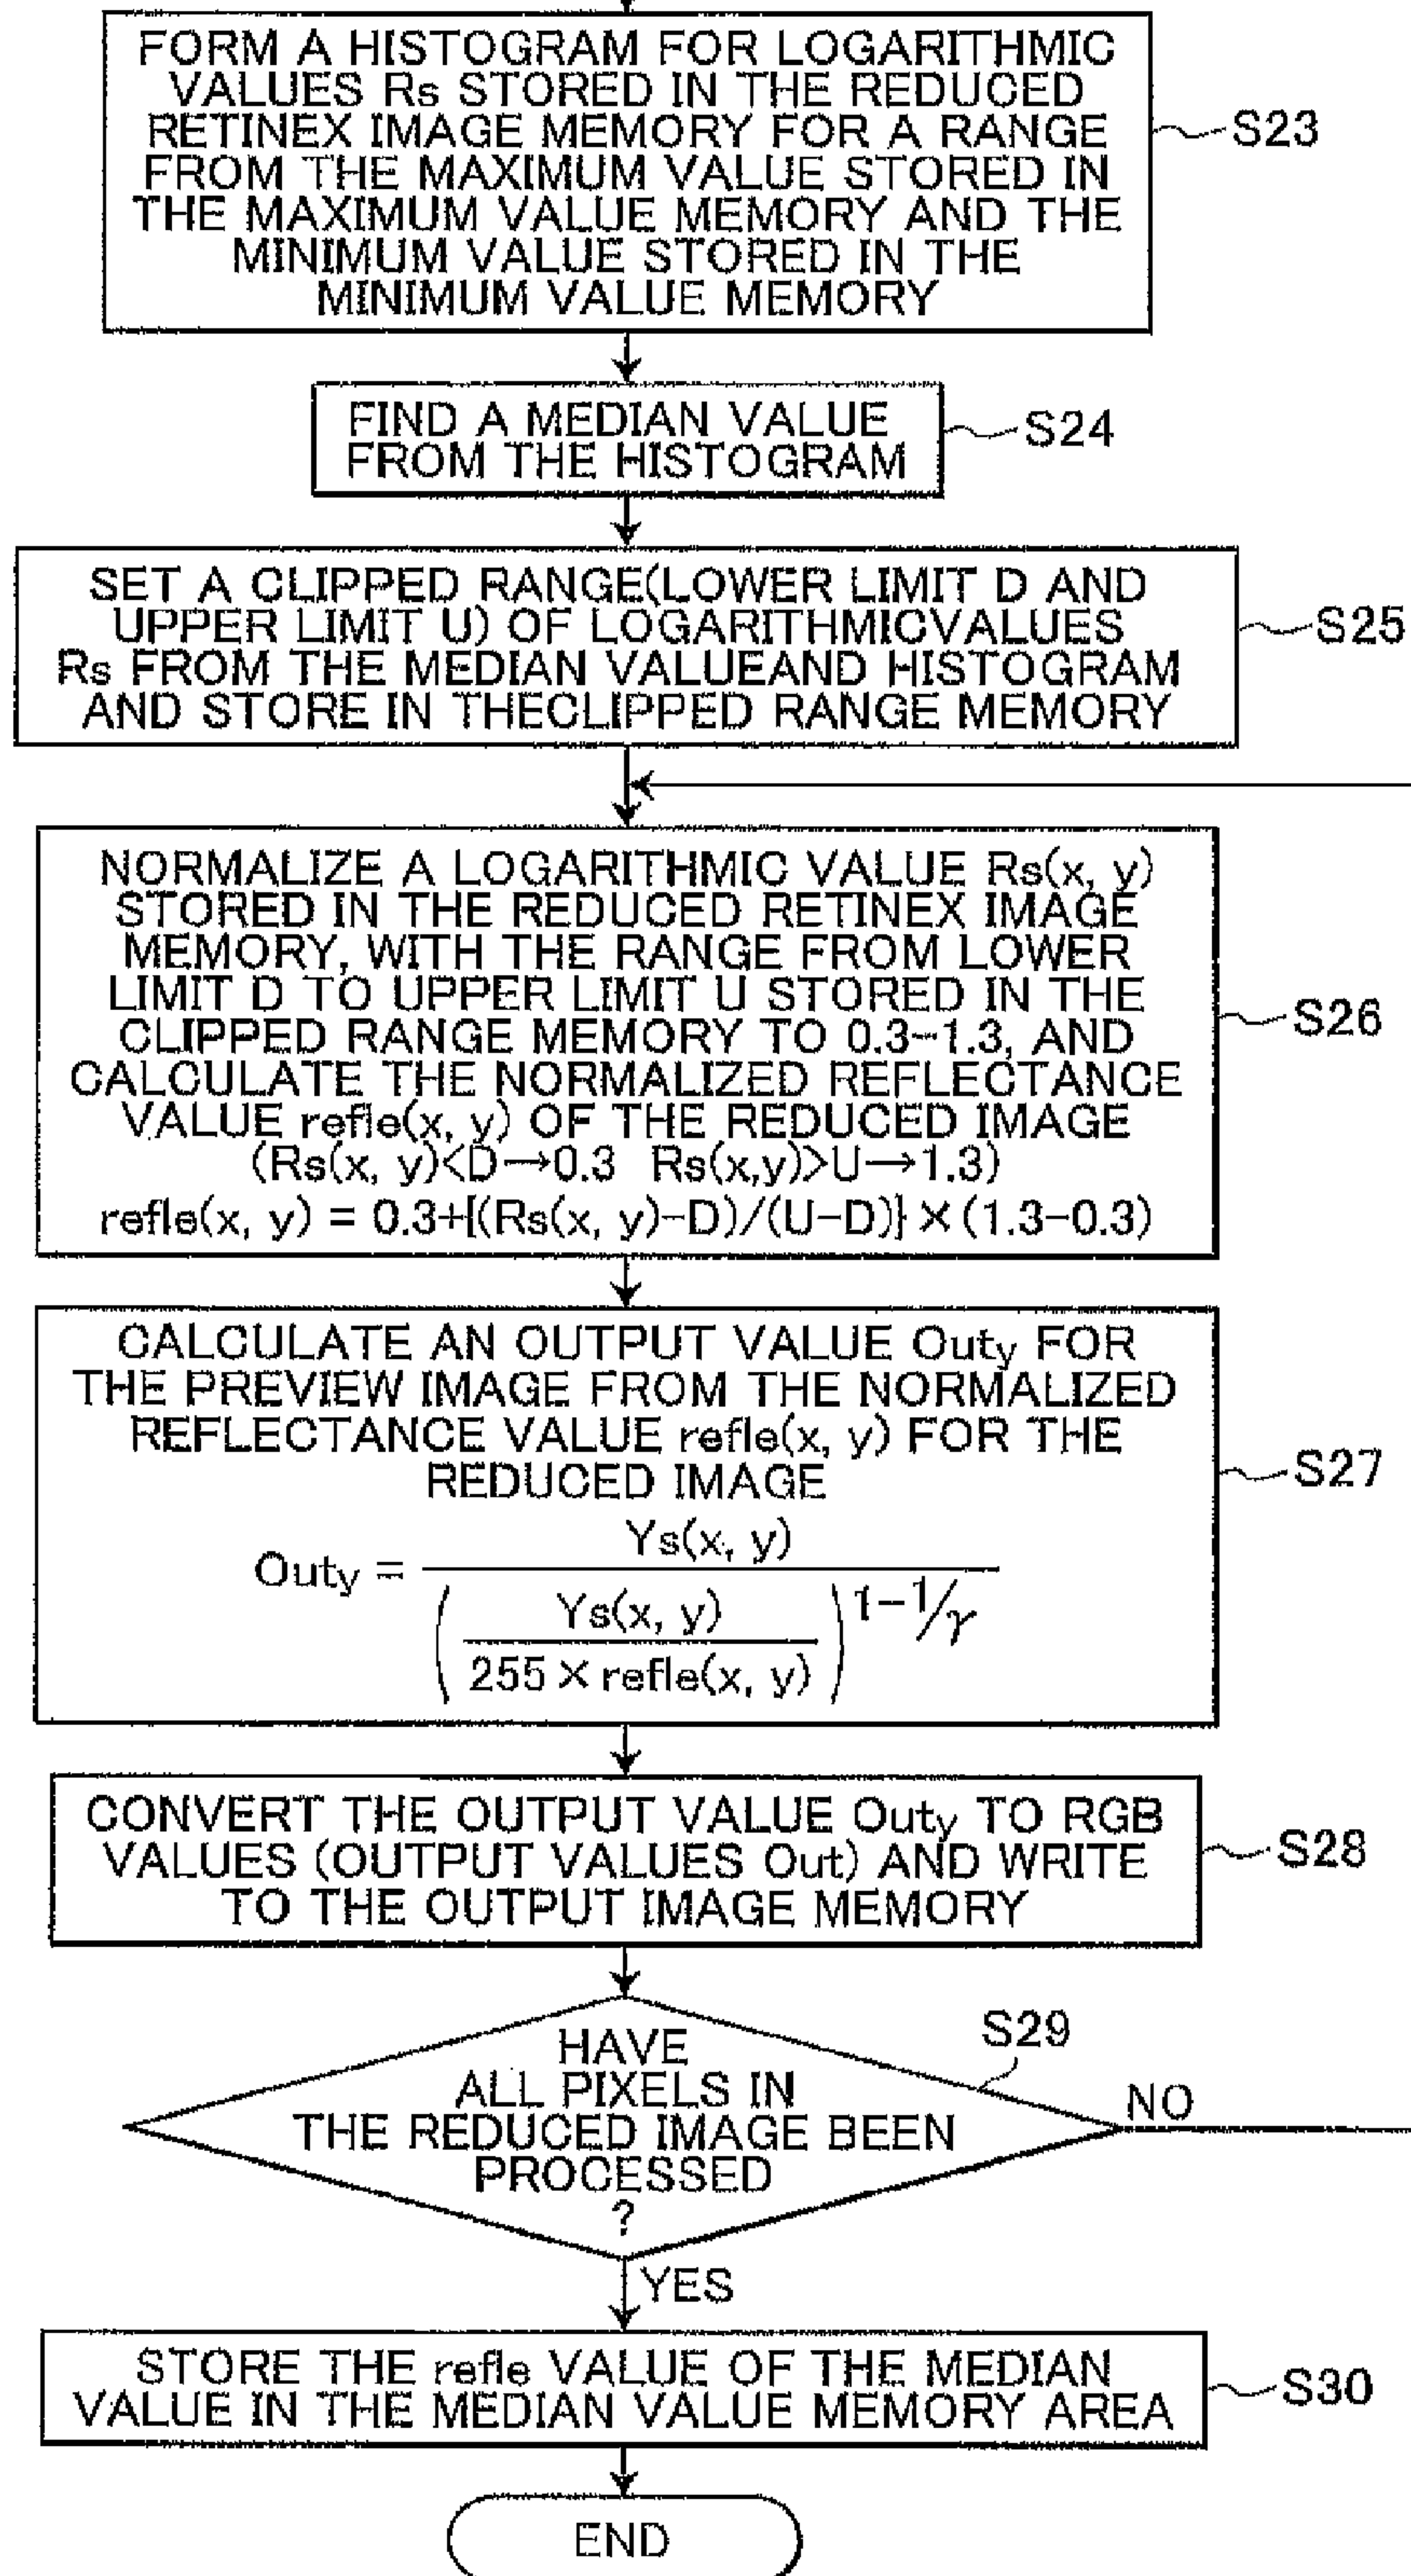 FORM A HISTOGRAM FOR LOGARITHMIC
VALUES Rs STORED IN THE REDUCED
RETINEX IMAGE MEMORY FOR A RANGE
FROM THE MAXIMUM VALUE STORED IN
THE MAXIMUM VALUE MEMORY AND THE
MINIMUM VALUE STORED IN THE
MINIMUM VALUE MEMORY
S23
FIND A MEDIAN VALUE
FROM THE HISTOGRAM
S24
SET A CLIPPED RANGE(LOWER LIMIT D AND
UPPER LIMIT U) OF LOGARITHMICVALUES
Rs FROM THE MEDIAN VALUEAND HISTOGRAM
AND STORE IN THECLIPPED RANGE MEMORY
S25
NORMALIZE A LOGARITHMIC VALUE Rs(x, y)
STORED IN THE REDUCED RETINEX IMAGE
MEMORY, WITH THE RANGE FROM LOWER
LIMIT D TO UPPER LIMIT U STORED IN THE
CLIPPED RANGE MEMORY TO 0.3-1.3, AND
CALCULATE THE NORMALIZED REFLECTANCE
VALUE refle(x, y) OF THE REDUCED IMAGE
(Rs(x, y)<D→0.3 Rs(x,y)>U→1.3)
refle(x, y) = 0.3+[(Rs(x, y)-D)/(U-D)} × (1.3-0.3)
S26
CALCULATE AN OUTPUT VALUE Outy FOR
THE PREVIEW IMAGE FROM THE NORMALIZED
REFLECTANCE VALUE refle(x, y) FOR THE
REDUCED IMAGE
Ys(x, y)
Outy =
(Ys(x, y) / 255 × refle(x, y)) 1-1/γ
S27
CONVERT THE OUTPUT VALUE Outy TO RGB
VALUES (OUTPUT VALUES Out) AND WRITE
TO THE OUTPUT IMAGE MEMORY
S28
HAVE
ALL PIXELS IN
THE REDUCED IMAGE BEEN
PROCESSED
?
S29
NO
YES
STORE THE refle VALUE OF THE MEDIAN
VALUE IN THE MEDIAN VALUE MEMORY AREA
S30
END